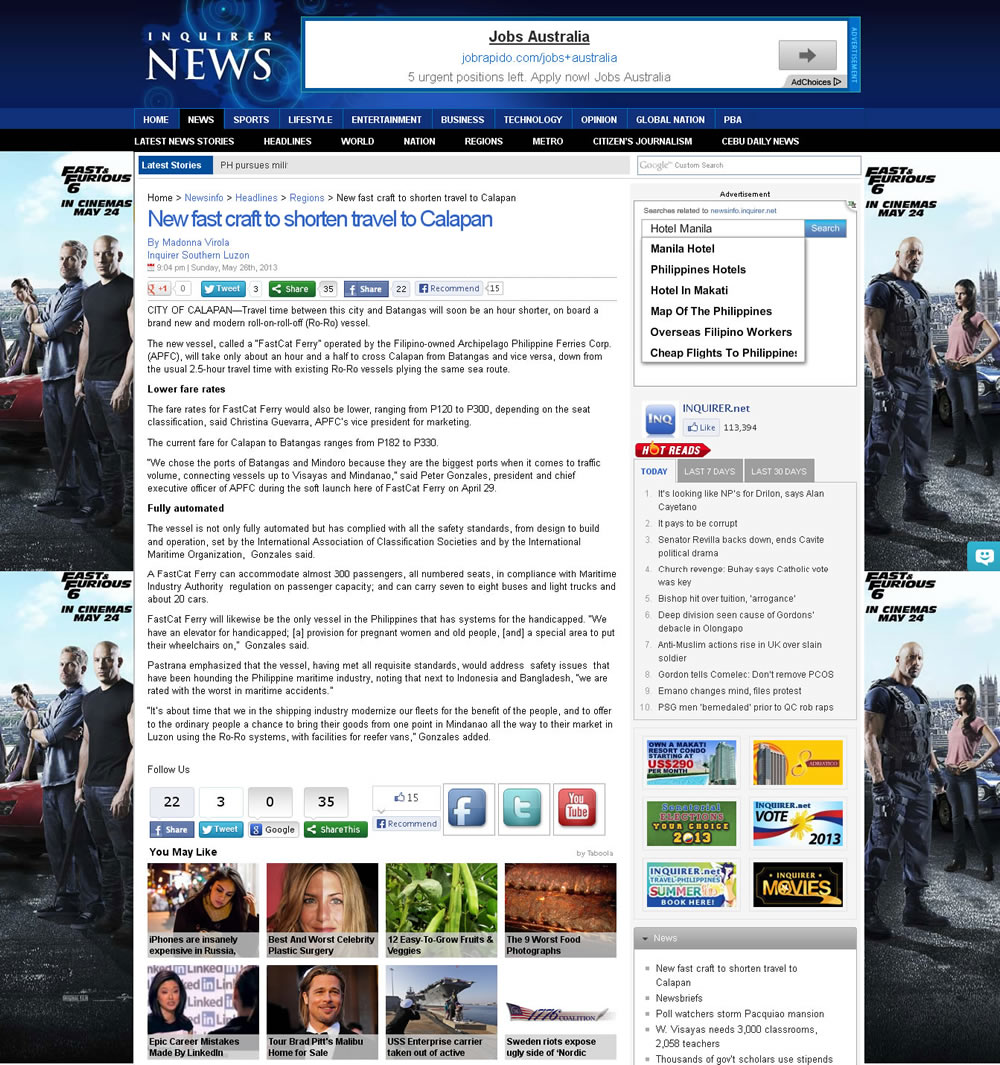 INQUIRER
NEWS
Jobs Australia
jobrapido.com/jobs+australia
5 urgent positions left. Apply now! Jobs Australia
AdChoices
ADVERTISEMENT
HOME NEWS SPORTS LIFESTYLE ENTERTAINMENT BUSINESS TECHNOLOGY OPINION GLOBAL NATION PBA
LATEST NEWS STORIES HEADLINES WORLD NATION REGIONS METRO CITIZEN'S JOURNALISM CEBU DAILY NEWS
FAST & FURIOUS 6
IN CINEMAS
MAY 24
Latest Stories PH pursues mili
Google Custom Search
FAST & FURIOUS 6
IN CINEMAS
MAY 24
Home > Newsinfo > Headlines > Regions > New fast craft to shorten travel to Calapan
New fast craft to shorten travel to Calapan
By Madonna Virola
Inquirer Southern Luzon
9:04 pm | Sunday, May 26th, 2013
+1 0 Tweet 3 Share 35 Share 22 Recommend 15
CITY OF CALAPAN—Travel time between this city and Batangas will soon be an hour shorter, on board a
brand new and modern roll-on-roll-off (Ro-Ro) vessel.
The new vessel, called a "FastCat Ferry" operated by the Filipino-owned Archipelago Philippine Ferries Corp.
(APFC), will take only about an hour and a half to cross Calapan from Batangas and vice versa, down from
the usual 2.5-hour travel time with existing Ro-Ro vessels plying the same sea route.
Lower fare rates
The fare rates for FastCat Ferry would also be lower, ranging from P120 to P300, depending on the seat
classification, said Christina Guevarra, APFC's vice president for marketing.
The current fare for Calapan to Batangas ranges from P182 to P330.
"We chose the ports of Batangas and Mindoro because they are the biggest ports when it comes to traffic
volume, connecting vessels up to Visayas and Mindanao," said Peter Gonzales, president and chief
executive officer of APFC during the soft launch here of FastCat Ferry on April 29.
Fully automated
The vessel is not only fully automated but has complied with all the safety standards, from design to build
and operation, set by the International Association of Classification Societies and by the International
Maritime Organization, Gonzales said.
A FastCat Ferry can accommodate almost 300 passengers, all numbered seats, in compliance with Maritime
Industry Authority regulation on passenger capacity; and can carry seven to eight buses and light trucks and
about 20 cars.
FastCat Ferry will likewise be the only vessel in the Philippines that has systems for the handicapped. "We
have an elevator for handicapped; [a] provision for pregnant women and old people, [and] a special area to put
their wheelchairs on," Gonzales said.
Pastrana emphasized that the vessel, having met all requisite standards, would address safety issues that
have been hounding the Philippine maritime industry, noting that next to Indonesia and Bangladesh, "we are
rated with the worst in maritime accidents."
"It's about time that we in the shipping industry modernize our fleets for the benefit of the people, and to offer
to the ordinary people a chance to bring their goods from one point in Mindanao all the way to their market in
Luzon using the Ro-Ro systems, with facilities for reefer vans," Gonzales added.
Follow Us
22 3 0 35 15
Share Tweet Google ShareThis Recommend
You Tube
You May Like
by Taboola
iPhones are insanely
expensive in Russia,
Best And Worst Celebrity
Plastic Surgery
12 Easy-To-Grow Fruits &
Veggies
The 9 Worst Food
Photographs
Linked in
Epic Career Mistakes
Made By LinkedIn
Tour Brad Pitt's Malibu
Home for Sale
USS Enterprise carrier
taken out of active
1776 COALITION
Sweden riots expose
ugly side of 'Nordic
Advertisement
Searches related to newsinfo.inquirer.net
Hotel Manila Search
Manila Hotel
Philippines Hotels
Hotel In Makati
Map Of The Philippines
Overseas Filipino Workers
Cheap Flights To Philippines
INQ
INQUIRER.net
Like 113,394
HOT READS
TODAY LAST 7 DAYS LAST 30 DAYS
1. It's looking like NP's for Drilon, says Alan
Cayetano
2. It pays to be corrupt
3. Senator Revilla backs down, ends Cavite
political drama
4. Church revenge: Buhay says Catholic vote
was key
5. Bishop hit over tuition, 'arrogance'
6. Deep division seen cause of Gordons'
debacle in Olongapo
7. Anti-Muslim actions rise in UK over slain
soldier
8. Gordon tells Comelec: Don't remove PCOS
9. Emano changes mind, files protest
10. PSG men 'bemedaled' prior to QC rob raps
OWN A MAKATI
RESORT CONDO
STARTING AT
US$290
PER MONTH
8 ADRIATICO
Senatorial
ELECTIONS
YOUR CHOICE
2013
INQUIRER.net
VOTE
2013
INQUIRER.net
TRAVEL-PHILIPPINES
SUMMER
BOOK HERE!
INQUIRER
MOVIES
News
New fast craft to shorten travel to
Calapan
Newsbriefs
Poll watchers storm Pacquiao mansion
W. Visayas needs 3,000 classrooms,
2,058 teachers
Thousands of gov't scholars use stipends
FAST & FURIOUS 6
IN CINEMAS
MAY 24
FAST & FURIOUS 6
IN CINEMAS
MAY 24